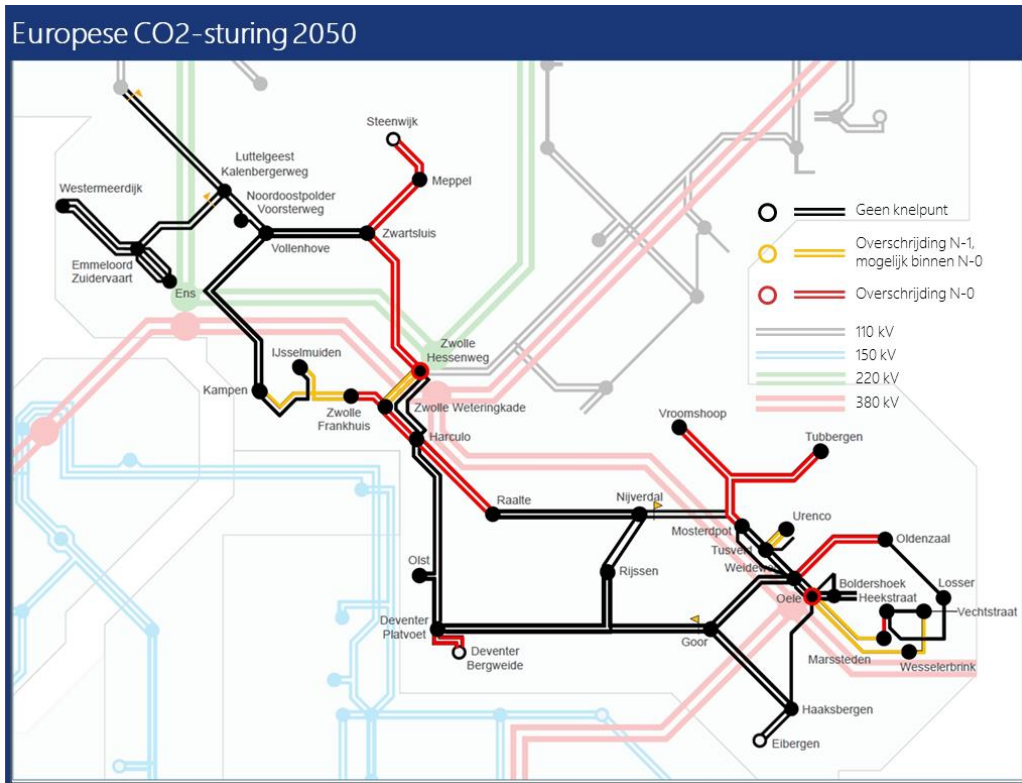 Europese CO2-sturing 2050
Steenwijk
Luttelgeest
Kalenbergerweg
Meppel
Westermeerdijk
Noordoostpolder
Voorsterweg
Geen knelpunt
Vollenhove
Zwartsluis
Overschrijding N-1,
mogelijk binnen N-0
Emmeloord
Zuidervaart
Ens
Overschrijding N-0
110 kV
Zwolle
Hessenweg
IJsselmuiden
150 kV
220 kV
Kampen
380 kV
Zwolle
Frankhuis
Zwolle Weteringkade
Vroomshoop
Harculo
Tubbergen
Raalte
Nijverdal
Urenco
Mosterdpot
Oldenzaal
Tusveld
Olst
Rijssen
Weidewe
Boldershoek
Losser
Oele
Heekstraat
Vechtstraat
Deventer
Platvoet
Goor
Deventer
Bergweide
Marssteden
Wesselerbrink
Haaksbergen
Eibergen